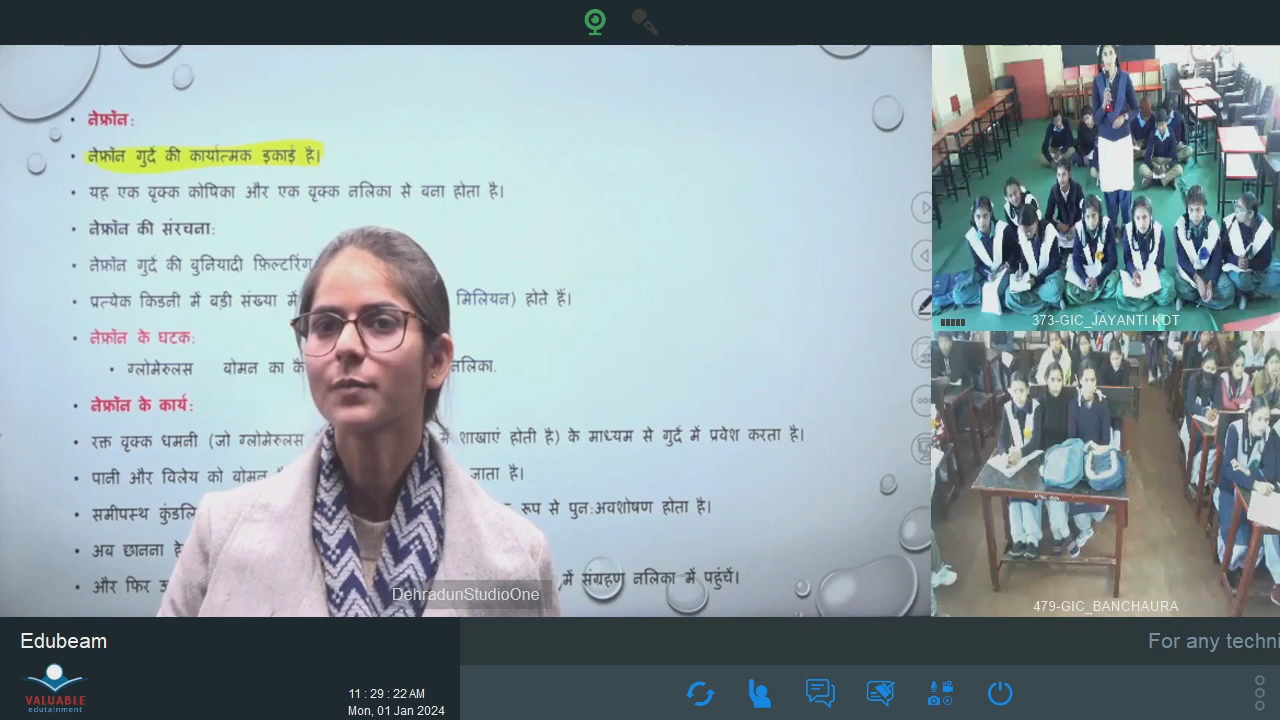 नेफ्रॉन:
नेफ्रॉन गुर्दे की कार्यात्मक इकाई है।
यह एक वृक्क कोषिका और एक वृक्क नलिका से बना होता है।
नेफ्रॉन की संरचना:
नेफ्रॉन गुर्दे की बुनियादी फ़िल्टरिंग
प्रत्येक किडनी में बड़ी संख्या में मिलियन) होते हैं।
नेफ्रॉन के घटक:
ग्लोमेरुलस बोमन का नलिका.
नेफ्रॉन के कार्य:
रक्त वृक्क धमनी (जो ग्लोमेरुलस में शाखाएं होती है) के माध्यम से गुर्दे में प्रवेश करता है।
पानी और विलेय को बोमन जाता है।
समीपस्थ रूप से पुन:अवशोषण होता है।
अब छानना
और फिर में संग्रहण नलिका में पहुंचें।
DehradunStudioOne
373-GIC_JAYANTI KOT
479-GIC_BANCHAURA
Edubeam
For any techni
VALUABLE
edutainment
11 : 29 : 22 AM
Mon, 01 Jan 2024